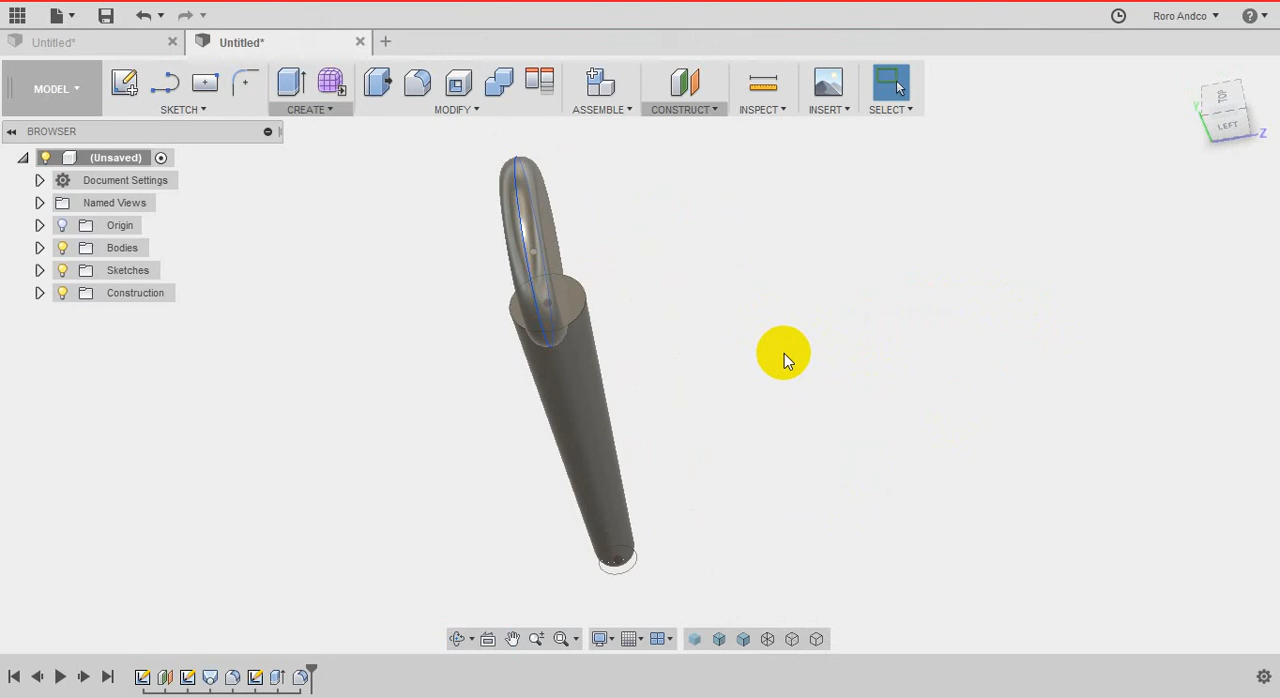 Roro Andco
Untitled*
Untitled*
MODEL
SKETCH
CREATE
MODIFY
ASSEMBLE
CONSTRUCT
INSPECT
INSERT
SELECT
BROWSER
(Unsaved)
Document Settings
Named Views
Origin
Bodies
Sketches
Construction
TOP
LEFT
Y
Z